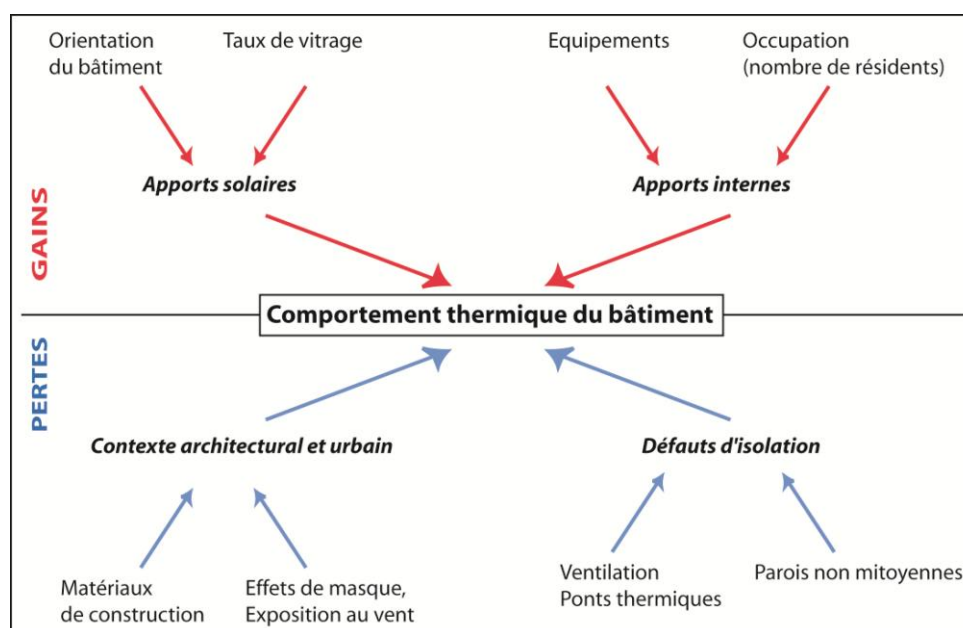 Orientation
du bâtiment
Taux de vitrage
Equipements
Occupation
(nombre de résidents)
Apports solaires
Apports internes
GAINS
Comportement thermique du bâtiment
PERTES
Contexte architectural et urbain
Défauts d'isolation
Matériaux
de construction
Effets de masque,
Exposition au vent
Ventilation
Ponts thermiques
Parois non mitoyennes